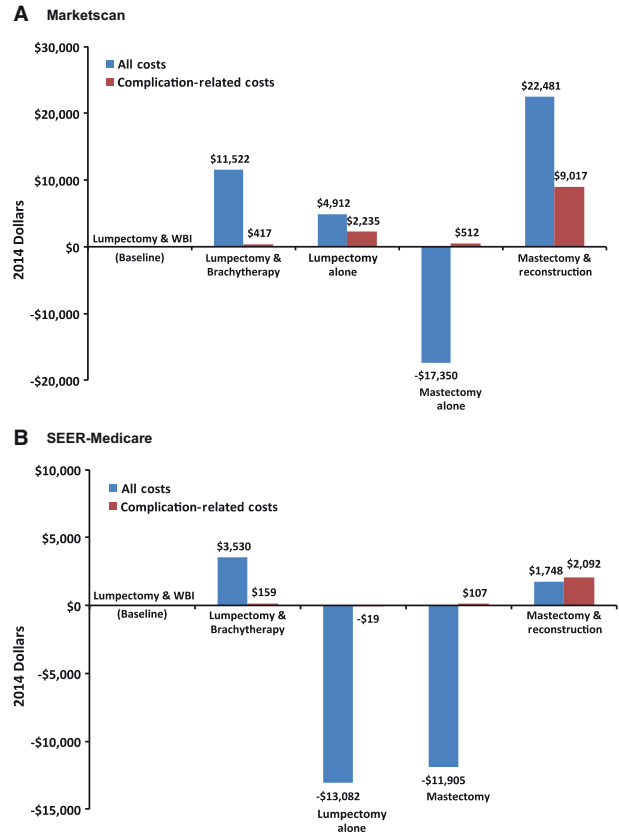 A Marketscan
$30,000
All costs
Complication-related costs
$22,481
$20,000
$11,522
$10,000
$9,017
$4,912
$2,235
$417
$512
Lumpectomy & WBI
$0
(Baseline)
Lumpectomy &
Brachytherapy
Lumpectomy
alone
Mastectomy &
reconstruction
2014 Dollars
-$10,000
-$17,350
-$20,000
Mastectomy
alone
B SEER-Medicare
$10,000
All costs
Complication-related costs
$5,000
$3,530
$1,748
$2,092
$159
$107
Lumpectomy & WBI
$0
(Baseline)
Lumpectomy &
Brachytherapy
-$19
Mastectomy &
reconstruction
2014 Dollars
-$5,000
-$10,000
-$11,905
-$13,082
Mastectomy
-$15,000
Lumpectomy
alone